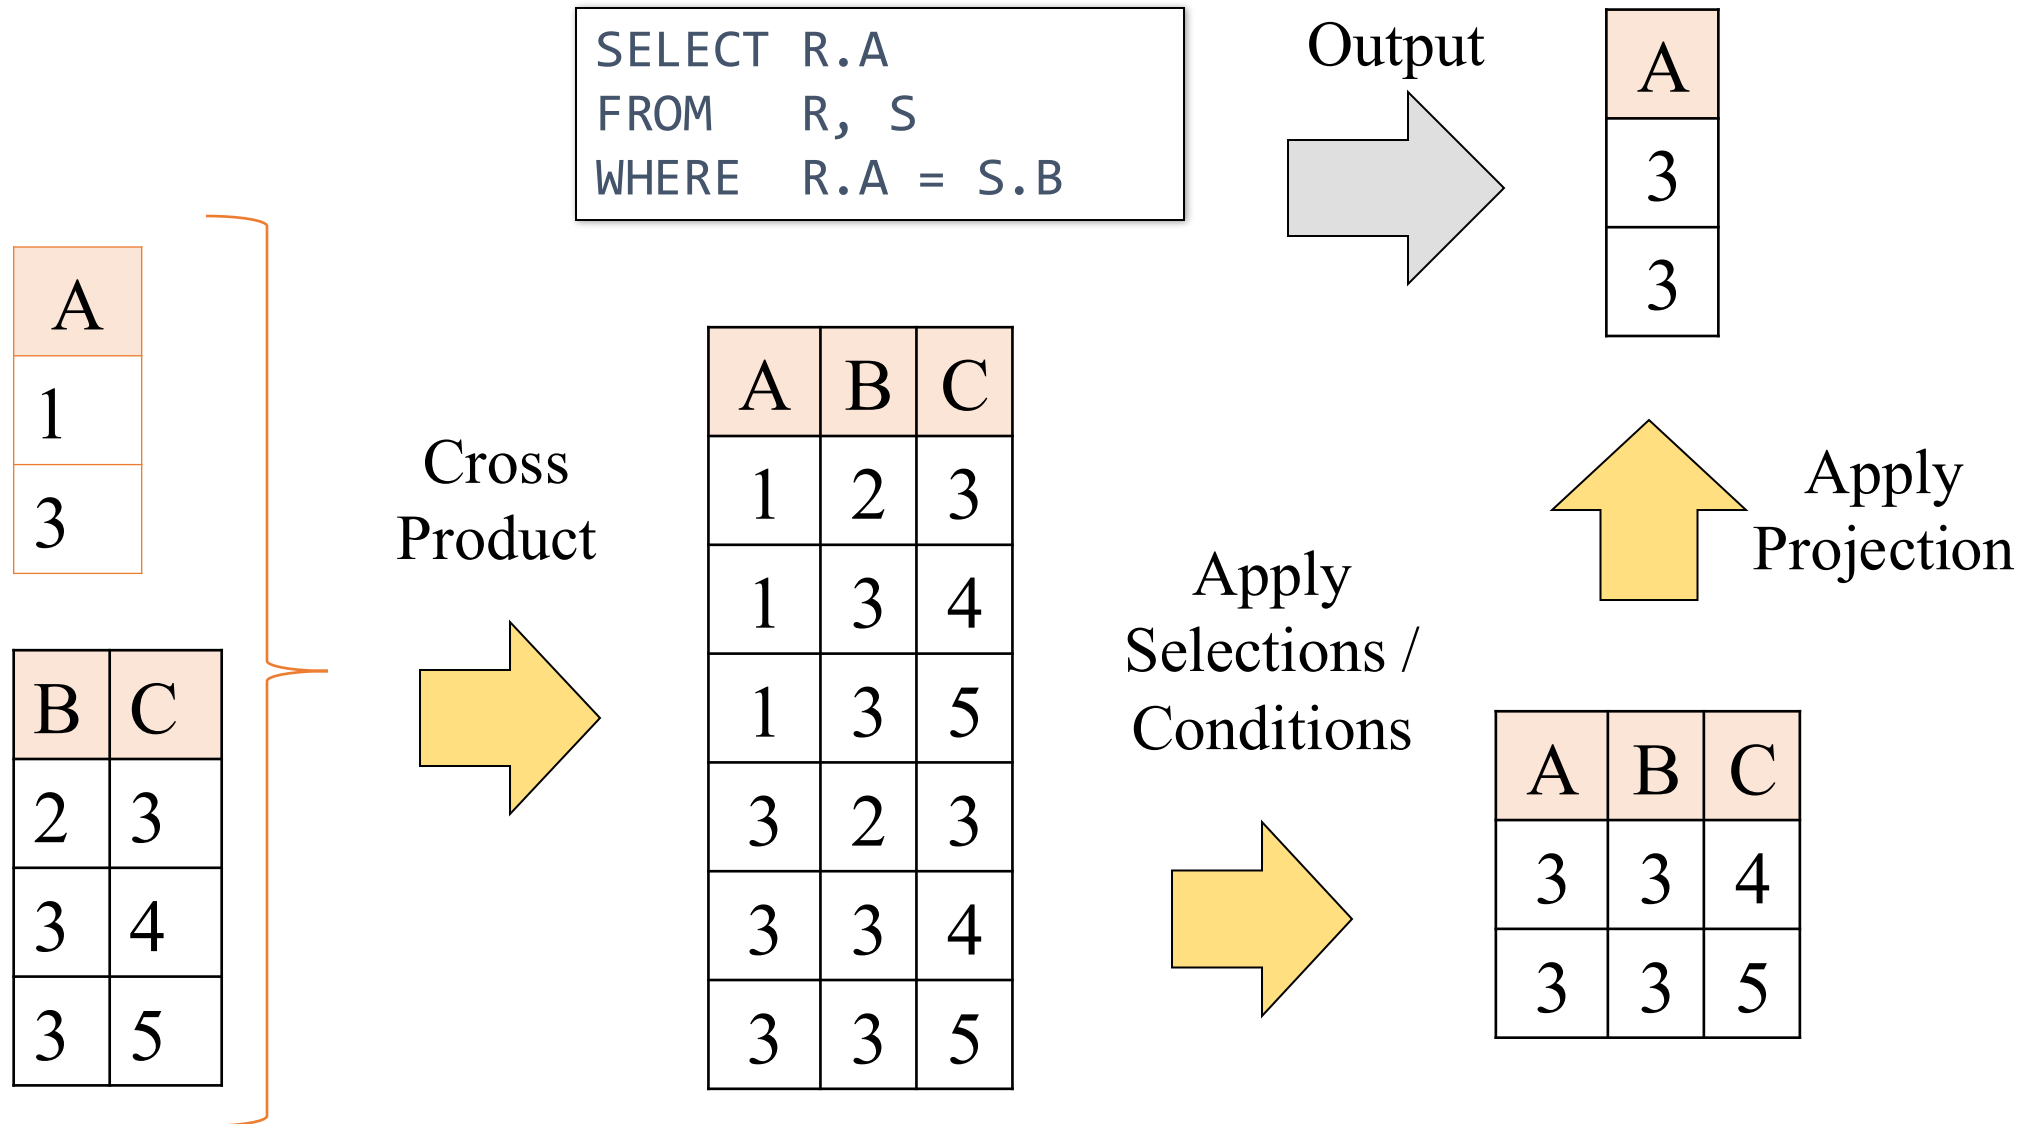 SELECT R.A
FROM R, S
WHERE R.A = S.B
Output
A
3
3
A
1
3
B C
2 3
3 4
3 5
Cross
Product
A B C
1 2 3
1 3 4
1 3 5
3 2 3
3 3 4
3 3 5
Apply
Selections /
Conditions
A B C
3 3 4
3 3 5
Apply
Projection